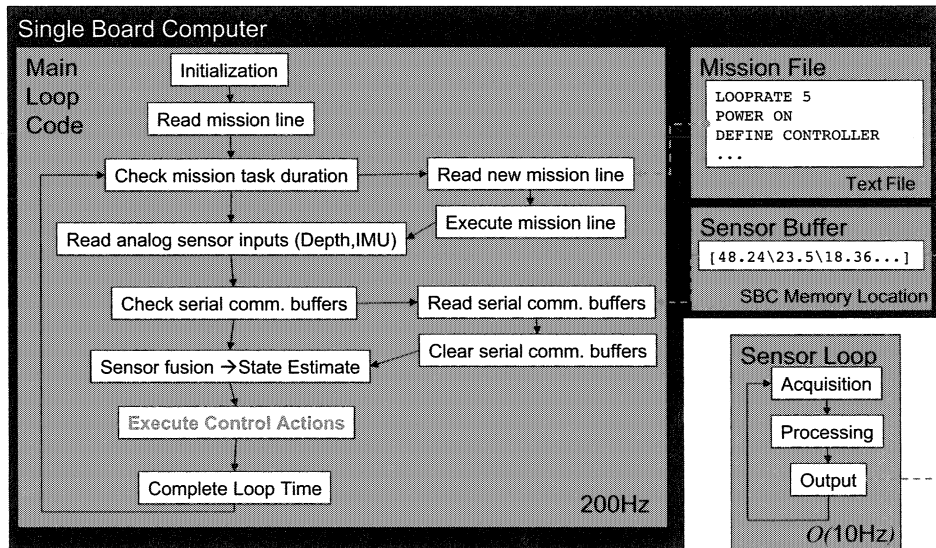 Single Board Computer
Main
Loop
Code
Initialization
Read mission line
Check mission task duration
Read new mission line
Execute mission line
Read analog sensor inputs (Depth,IMU)
Check serial comm. buffers
Read serial comm. buffers
Clear serial comm. buffers
Sensor fusion →State Estimate
Execute Control Actions
Complete Loop Time
200Hz
Mission File
LOOPRATE 5
POWER ON
DEFINE CONTROLLER
...
Text File
Sensor Buffer
[48.24\23.5\18.36...]
SBC Memory Location
Sensor Loop
Acquisition
Processing
Output
O(10Hz)